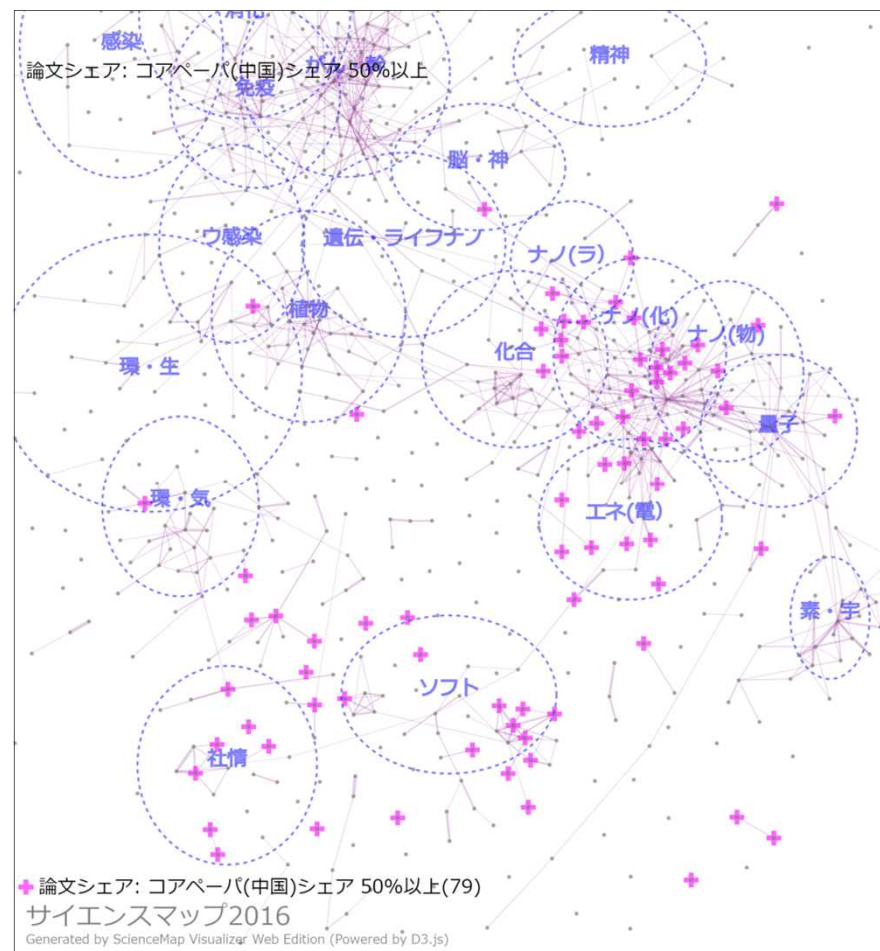 消化
感染
がん・幹
精神
論文シェア: コアペーパ(中国)シェア 50%以上
免疫
脳・神
ウ感染
遺伝・ライフナノ
ナノ(ラ)
植物
ナノ(化)
ナノ(物)
化合
環・生
量子
環・気
エネ(電)
素・宇
ソフト
社情
論文シェア: コアペーパ(中国)シェア 50%以上(79)
サイエンスマップ2016
Generated by ScienceMap Visualizer Web Edition (Powered by D3.js)